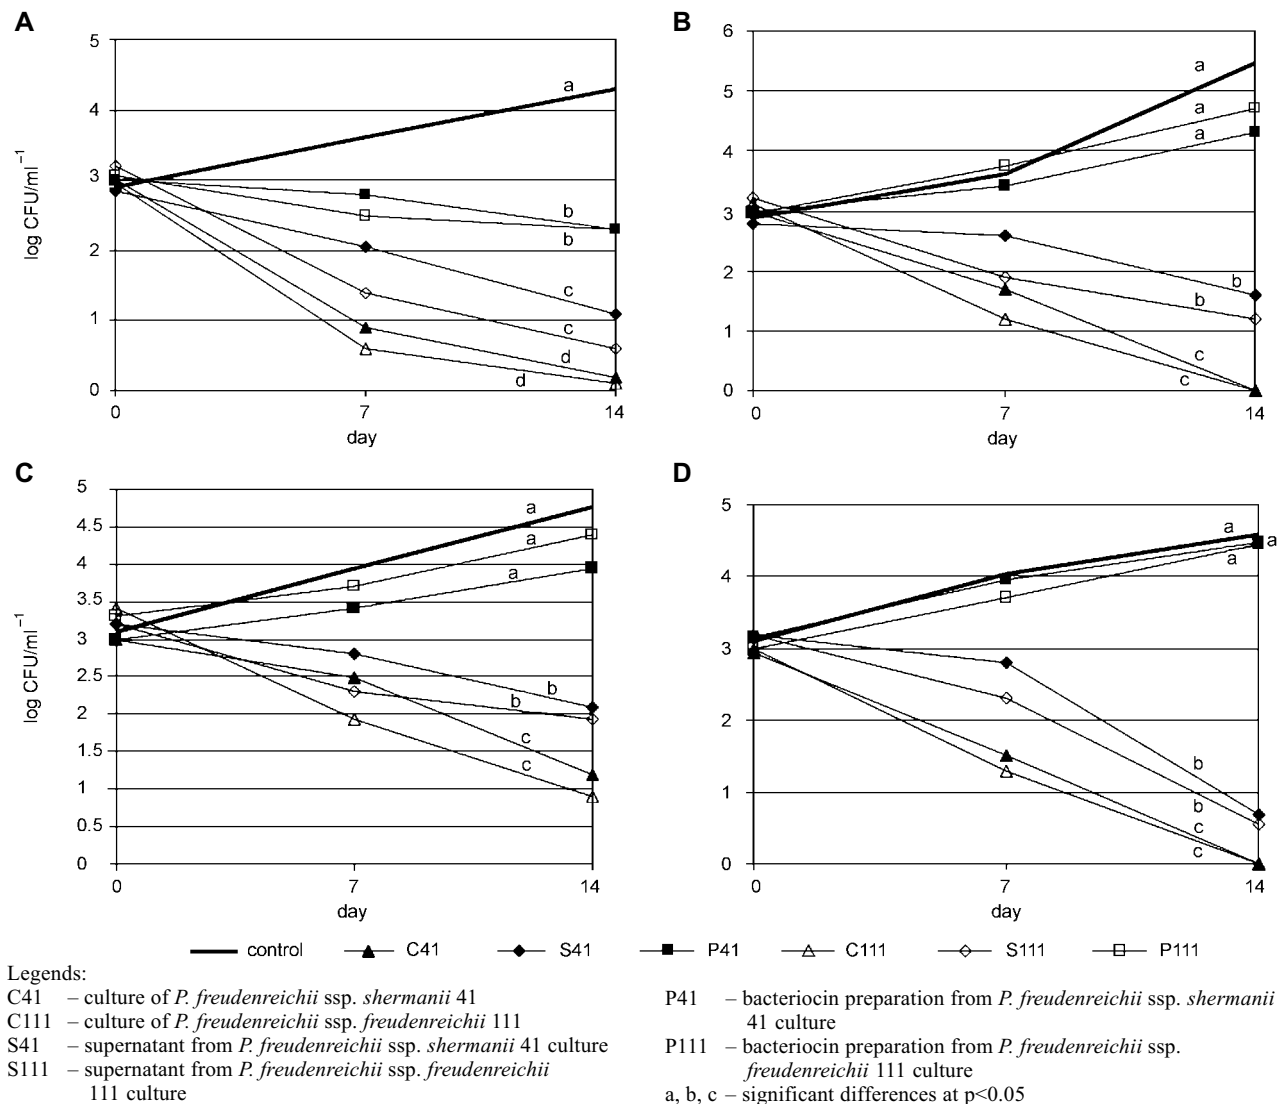 A
5
4
3
2
1
0
log CFU/ml⁻¹
a
b
b
c
c
d
d
0
7
14
day
B
6
5
4
3
2
1
0
a
a
a
b
b
c
c
0
7
14
day
C
5
4.5
4
3.5
3
2.5
2
1.5
1
0.5
0
log CFU/ml⁻¹
a
a
a
b
b
c
c
0
7
14
day
D
5
4
3
2
1
0
a
a
a
b
b
c
c
0
7
14
day
control C41 S41 P41 C111 S111 P111
Legends:
C41 – culture of P. freudenreichii ssp. shermanii 41
C111 – culture of P. freudenreichii ssp. freudenreichii 111
S41 – supernatant from P. freudenreichii ssp. shermanii 41 culture
S111 – supernatant from P. freudenreichii ssp. freudenreichii
111 culture
P41 – bacteriocin preparation from P. freudenreichii ssp. shermanii
41 culture
P111 – bacteriocin preparation from P. freudenreichii ssp.
freudenreichii 111 culture
a, b, c – significant differences at p<0.05